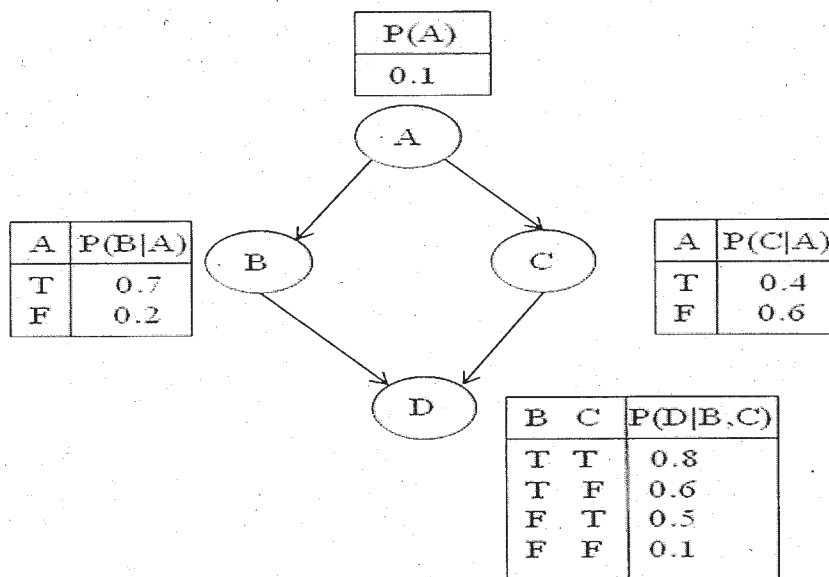 P(A)
0.1
A
A P(B|A)
T 0.7
F 0.2
B
C
A P(C|A)
T 0.4
F 0.6
D
B C P(D|B,C)
T T 0.8
T F 0.6
F T 0.5
F F 0.1